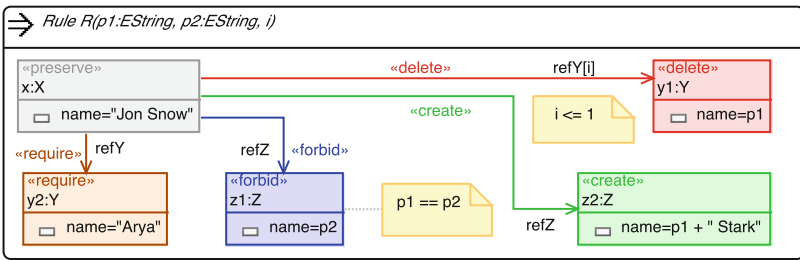 Rule R(p1:EString, p2:EString, i)
«preserve»
x:X
name="Jon Snow"
«delete»
refY[i]
«delete»
y1:Y
name=p1
«create»
i <= 1
«require»
refY
refZ
«forbid»
«require»
y2:Y
name="Arya"
«forbid»
z1:Z
name=p2
p1 == p2
refZ
«create»
z2:Z
name=p1 + " Stark"